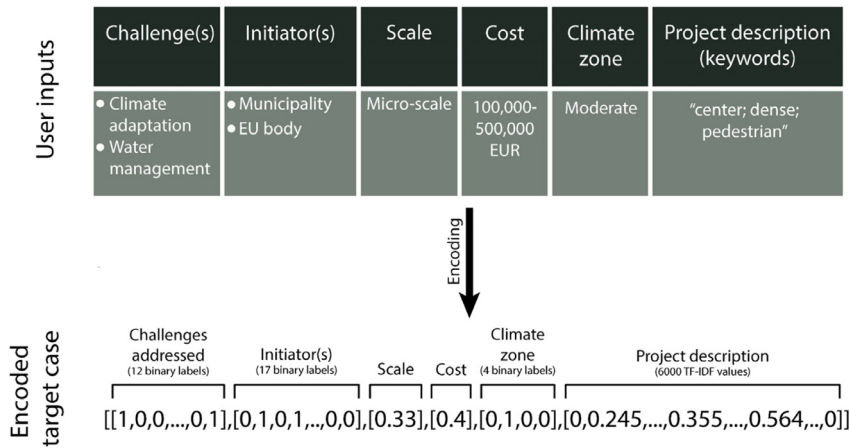 User inputs
Challenge(s)
Initiator(s)
Scale
Cost
Climate
zone
Project description
(keywords)
● Climate
adaptation
● Water
management
● Municipality
● EU body
Micro-scale
100,000-
500,000
EUR
Moderate
“center; dense;
pedestrian”
Encoding
Encoded
target case
Challenges
addressed
(12 binary labels)
Initiator(s)
(17 binary labels)
Scale
Cost
Climate
zone
(4 binary labels)
Project description
(6000 TF-IDF values)
[[1,0,0,...,0,1],[0,1,0,1,..,0,0],[0.33],[0.4],[0,1,0,0],[0,0.245,...,0.355,...,0.564,..,0]]